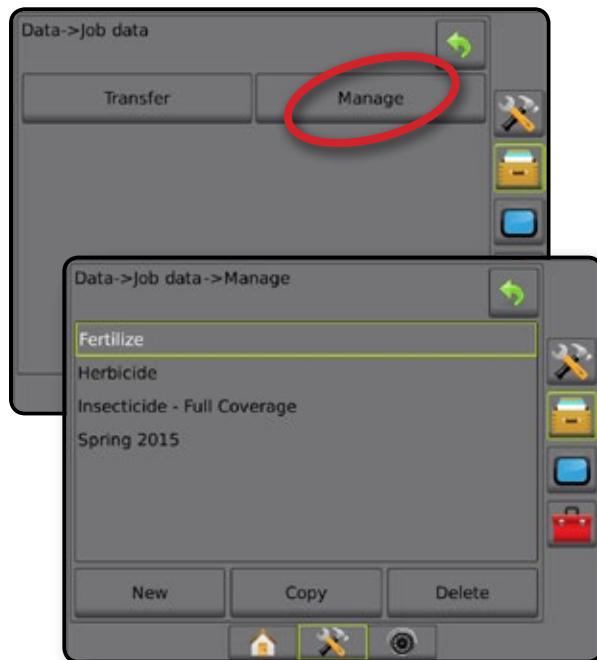 Data->Job data
Transfer
Manage
Data->Job data->Manage
Fertilize
Herbicide
Insecticide - Full Coverage
Spring 2015
New
Copy
Delete